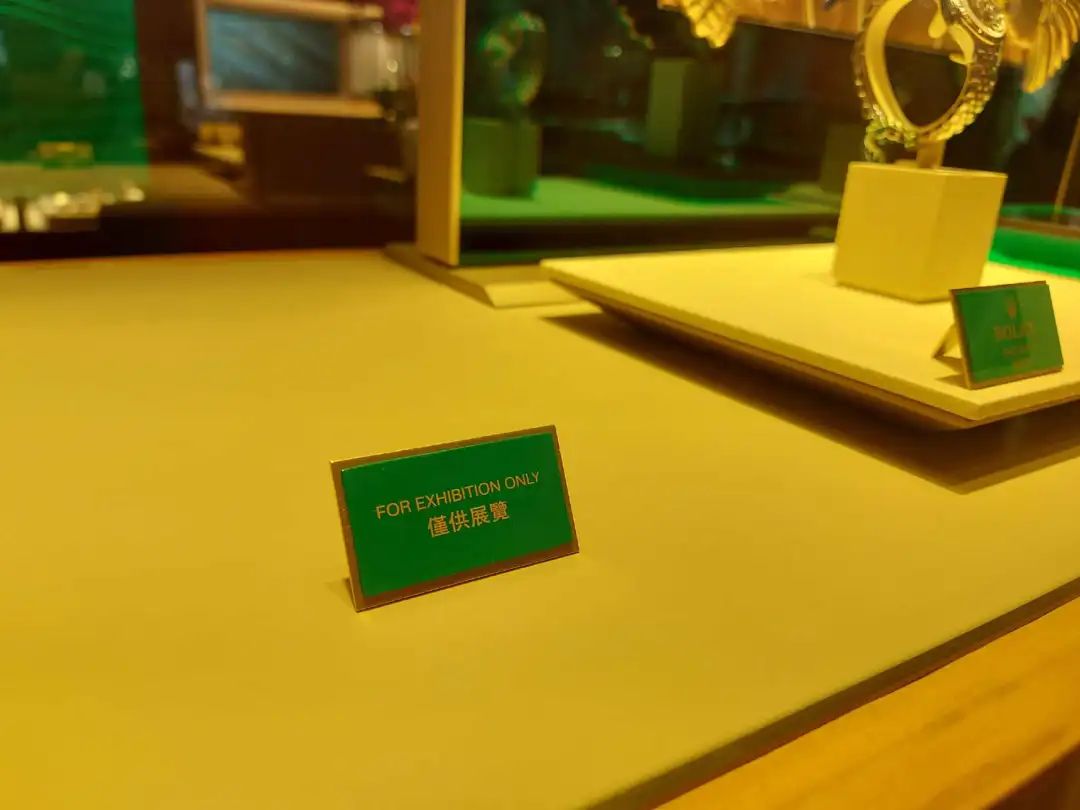 FOR EXHIBITION ONLY
僅供展覽
ROLEX